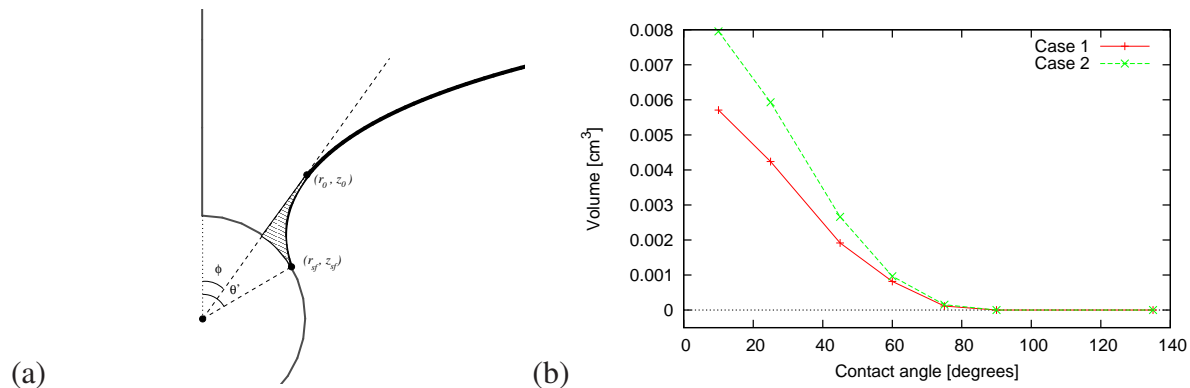 (a)
(r0 , z0)
(rsf, zsf)
ϕ
θ'
(b)
Volume [cm³]
0.008
0.007
0.006
0.005
0.004
0.003
0.002
0.001
0
0 20 40 60 80 100 120 140
Contact angle [degrees]
Case 1
Case 2